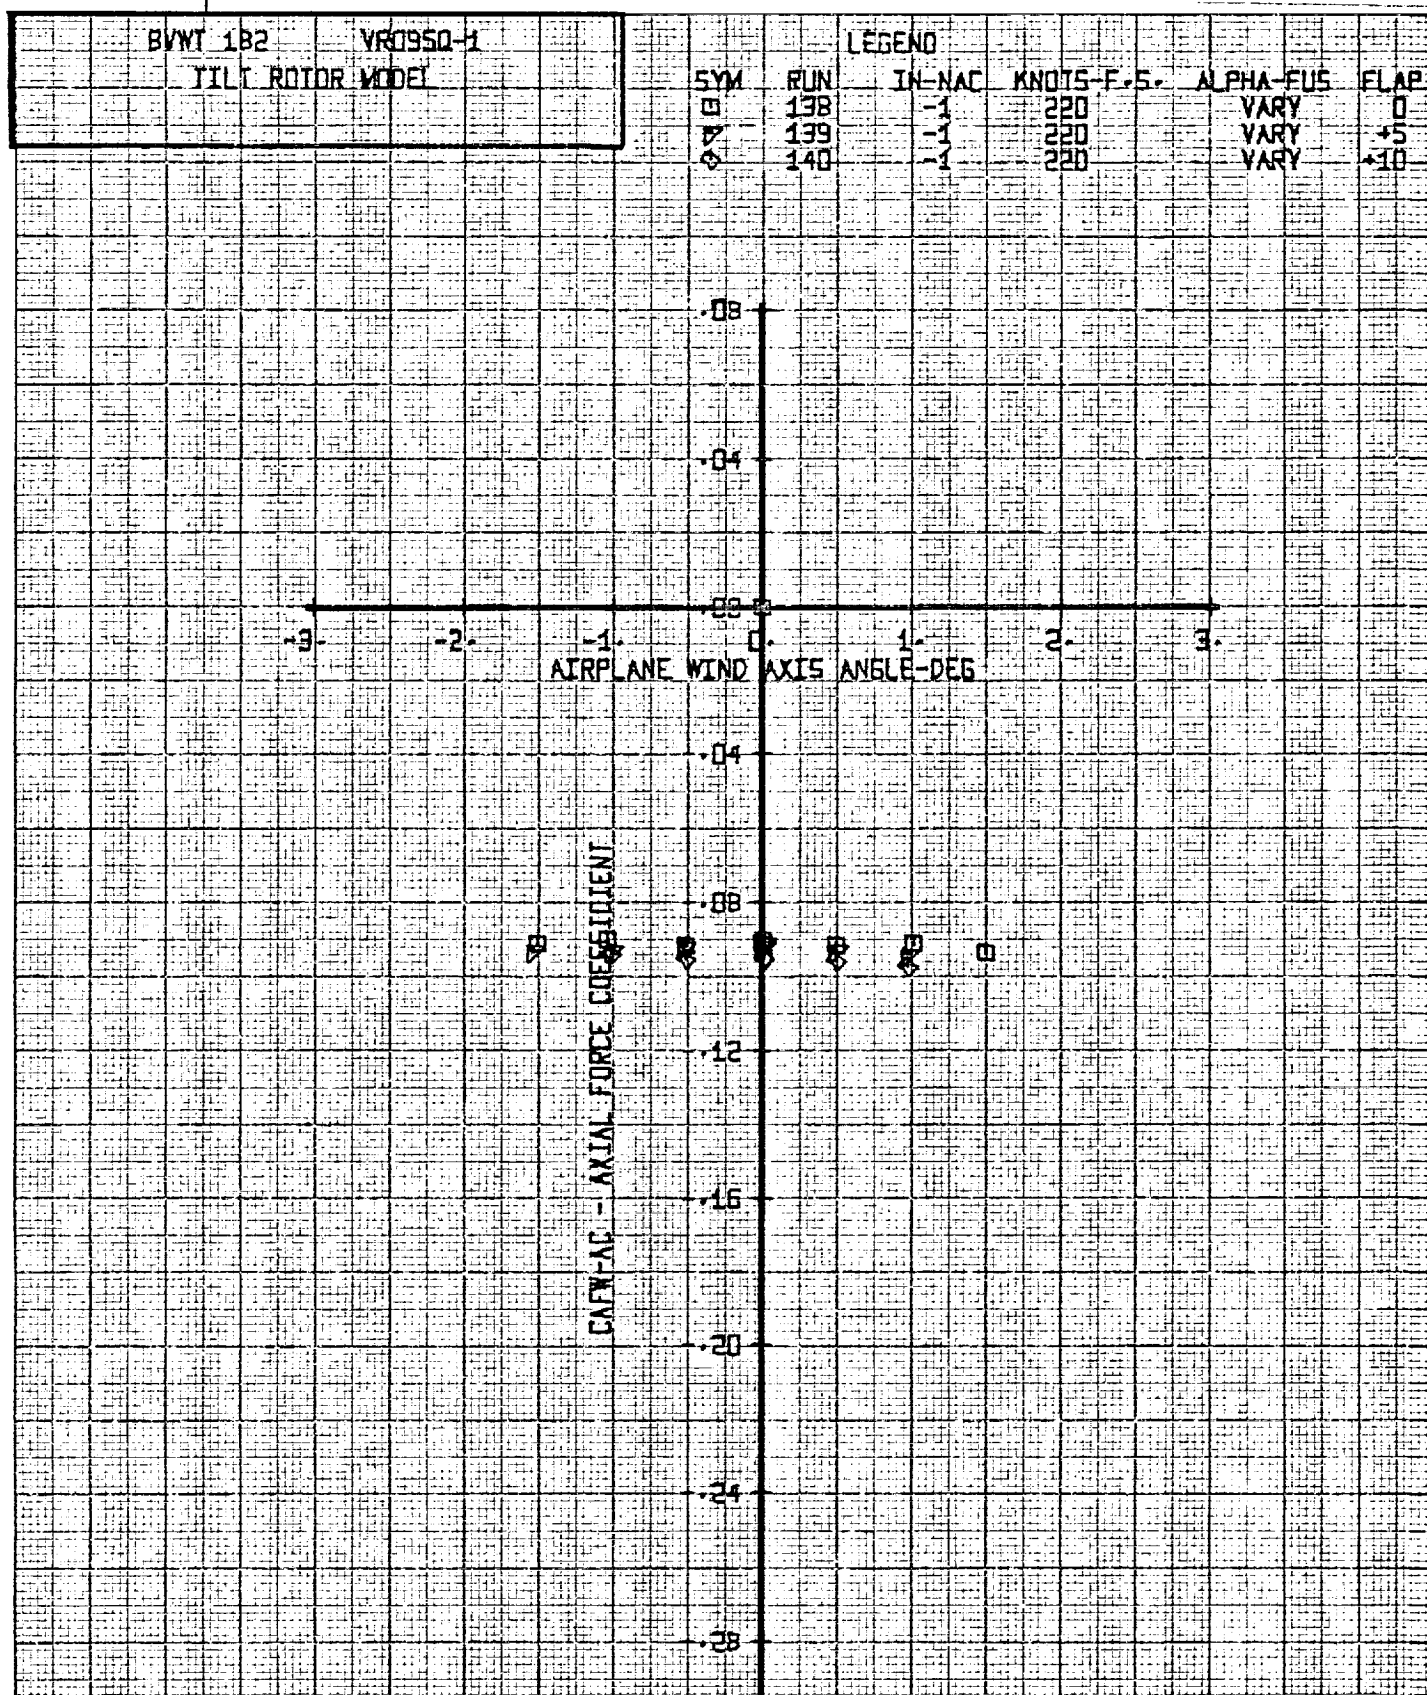 BVWT 182 VR095Q-1
TILT ROTOR MODEL
LEGEND
SYM RUN IN-NAC KNOTS-F.S. ALPHA-FUS FLAP
138 -1 220 VARY 0
139 -1 220 VARY +5
140 -1 220 VARY +10
.08
.04
.00
-3. -2. -1. 0. 1. 2. 3.
AIRPLANE WIND AXIS ANGLE-DEG
-.04
-.08
-.12
-.16
-.20
-.24
-.28
CAFW-AC - AXIAL FORCE COEFFICIENT